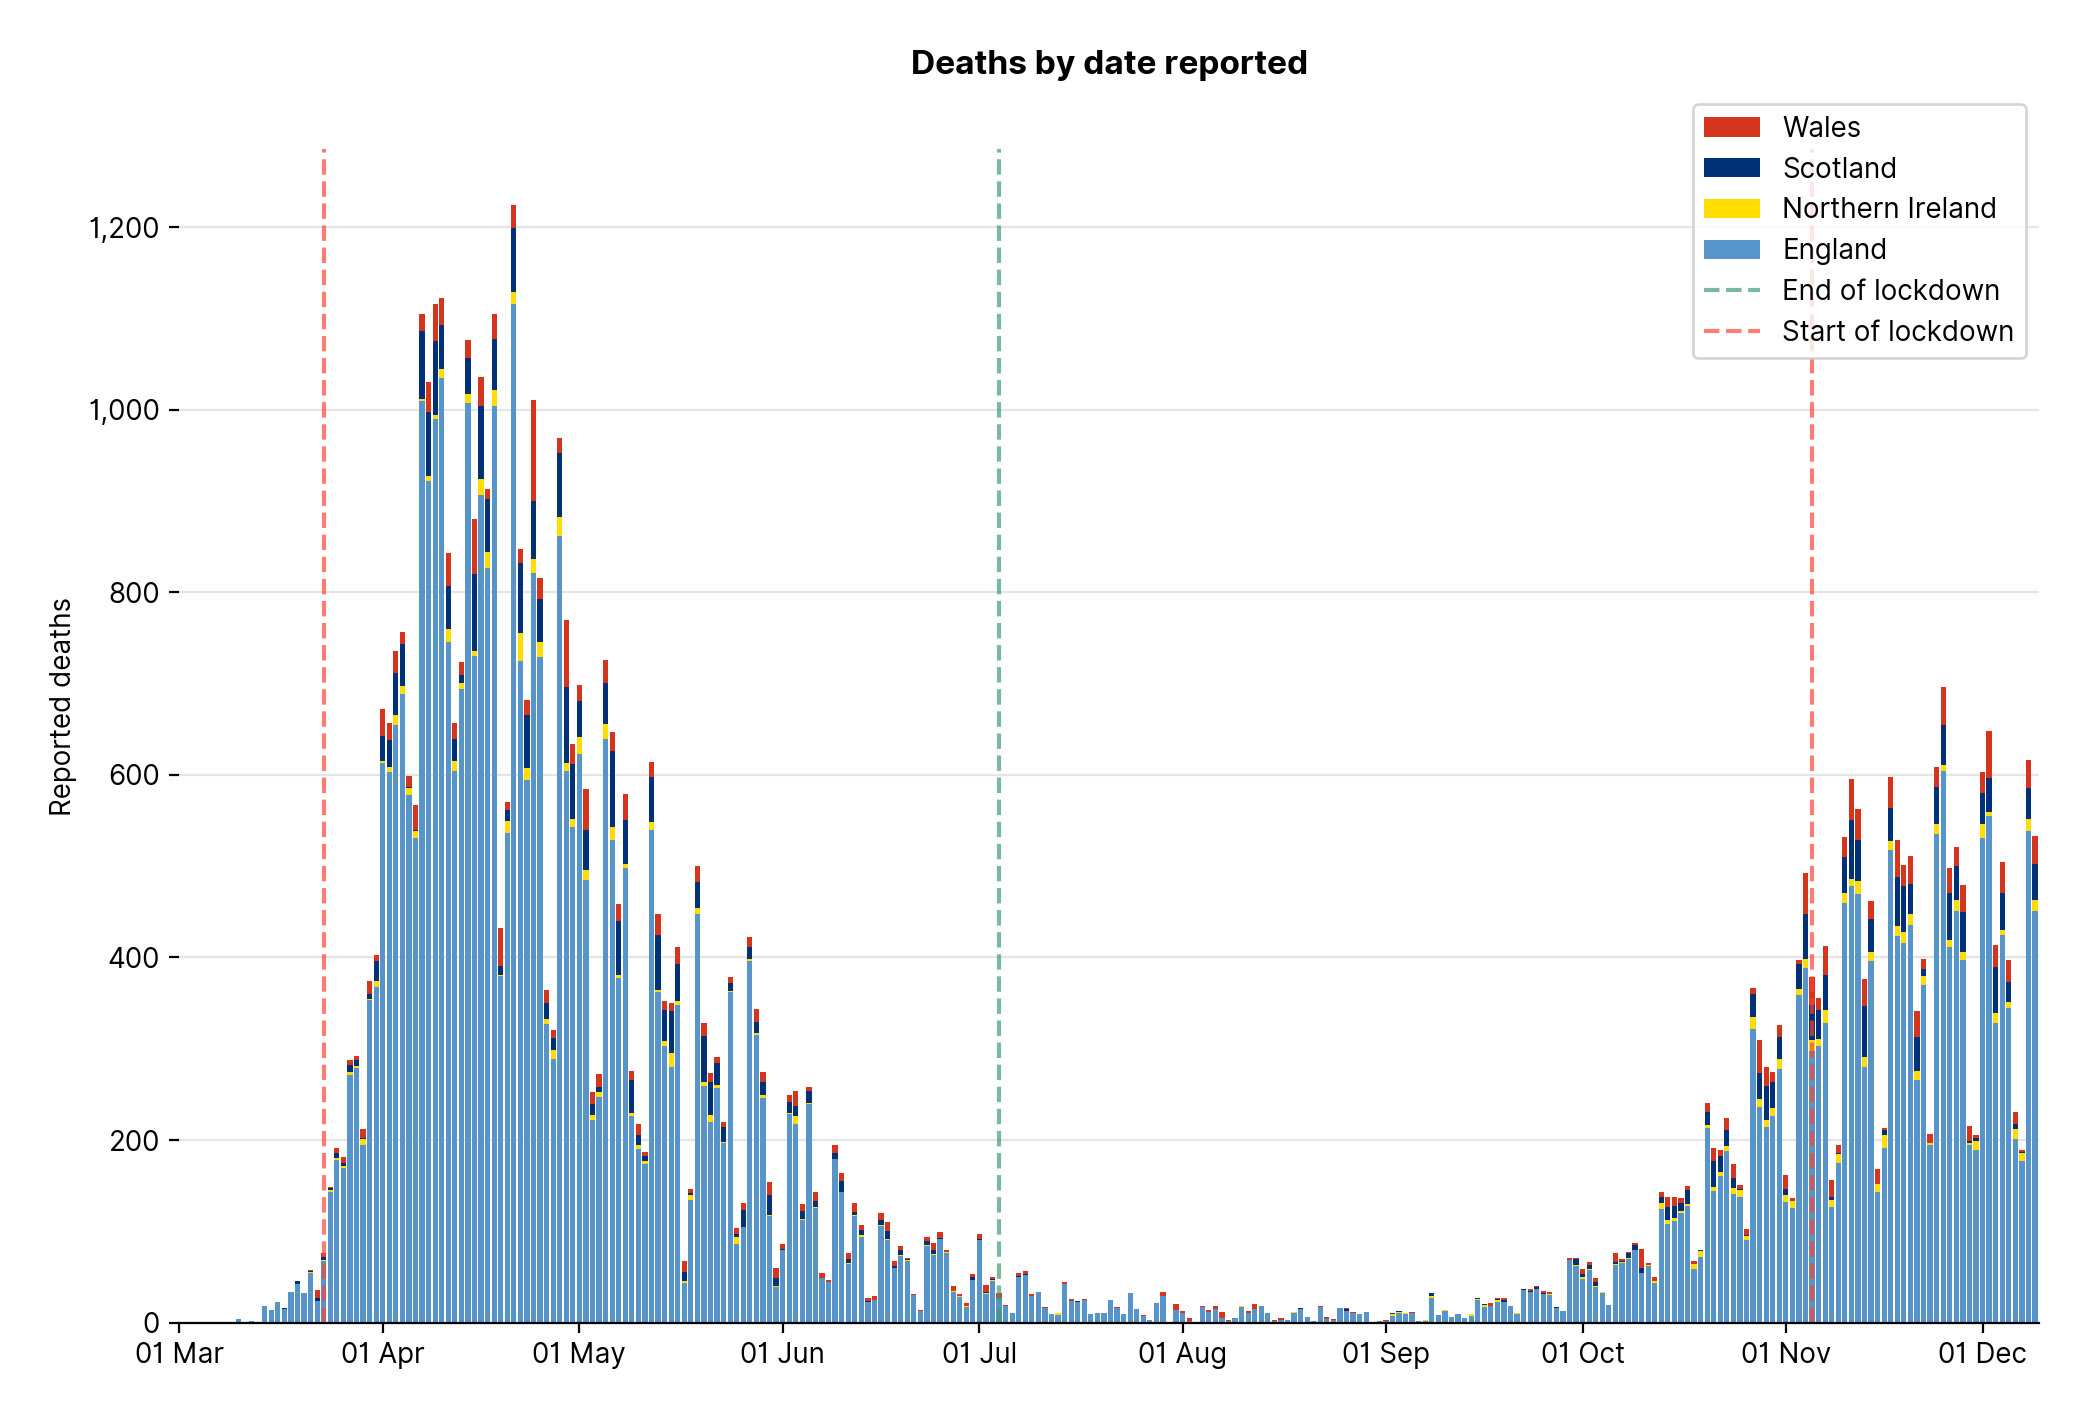 Deaths by date reported
Wales
Scotland
Northern Ireland
England
End of lockdown
Start of lockdown
Reported deaths
1,200
1,000
800
600
400
200
0
01 Mar 01 Apr 01 May 01 Jun 01 Jul 01 Aug 01 Sep 01 Oct 01 Nov 01 Dec